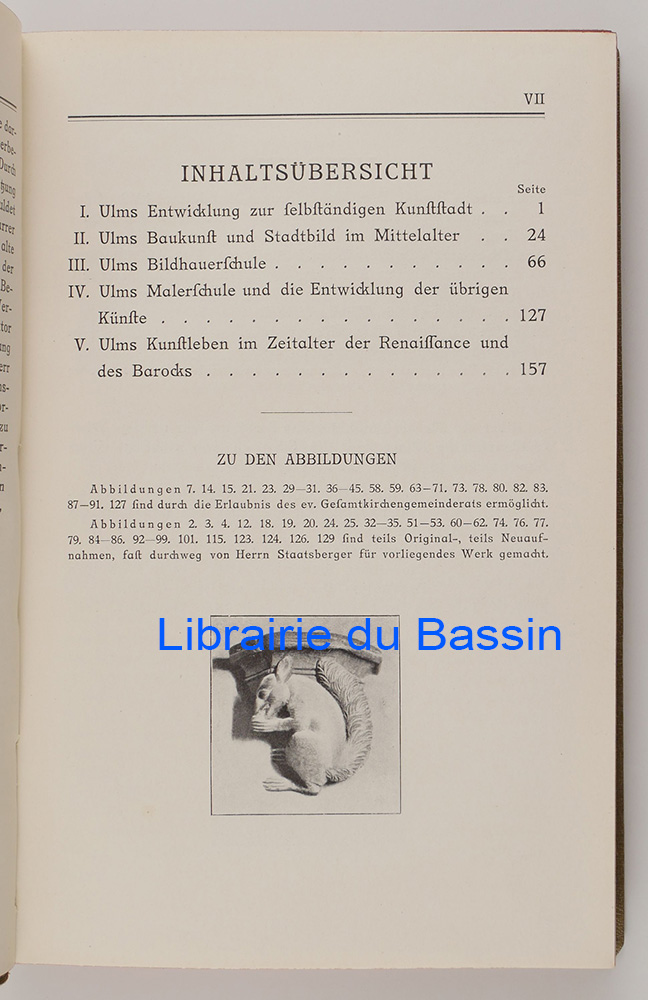 VII
INHALTSÜBERSICHT
Seite
I. Ulms Entwicklung zur ſelbſtändigen Kunſtſtadt . . 1
II. Ulms Baukunſt und Stadtbild im Mittelalter . . 24
III. Ulms Bildhauerſchule . . . . . . . . . . . 66
IV. Ulms Malerſchule und die Entwicklung der übrigen
Künſte . . . . . . . . . . . . . . . . 127
V. Ulms Kunſtleben im Zeitalter der Renaiſſance und
des Barocks . . . . . . . . . . . . . . 157
ZU DEN ABBILDUNGEN
Abbildungen 7. 14. 15. 21. 23. 29—31. 36—45. 58. 59. 63—71. 73. 78. 80. 82. 83.
87—91. 127 ſind durch die Erlaubnis des ev. Geſamtkirchengemeinderats ermöglicht.
Abbildungen 2. 3. 4. 12. 18. 19. 20. 24. 25. 32—35. 51—53. 60—62. 74. 76. 77.
79. 84—86. 92—99. 101. 115. 123. 124. 126. 129 ſind teils Original-, teils Neuauf-
nahmen, faſt durchweg von Herrn Staatsberger für vorliegendes Werk gemacht.
Librairie du Bassin